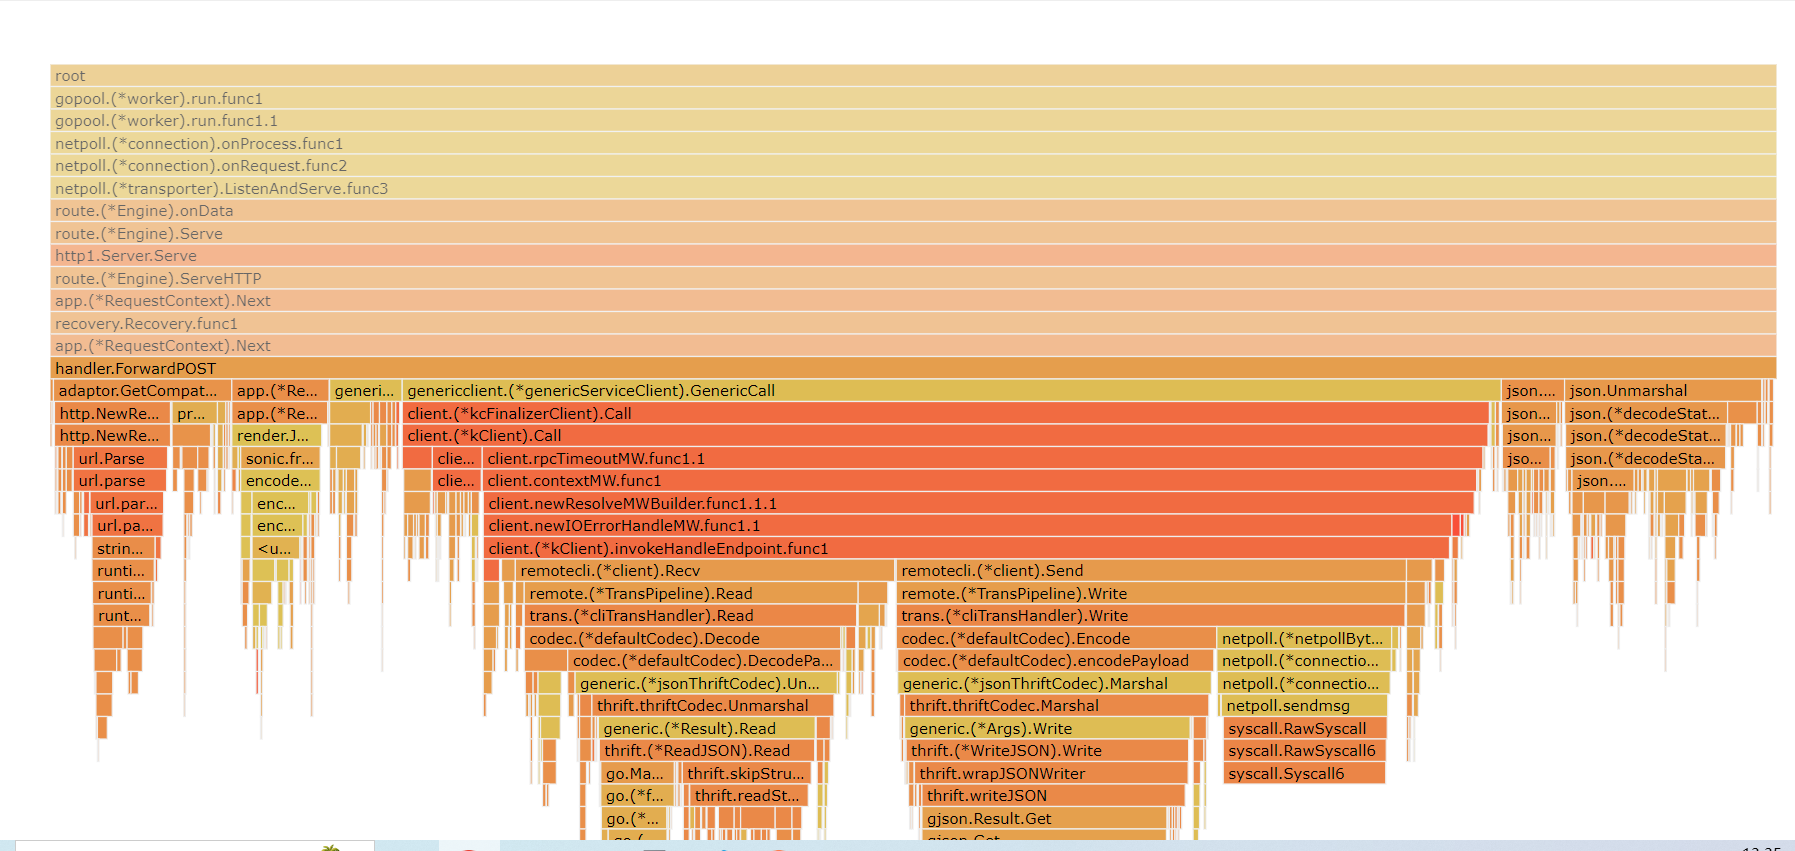 root
gopool.(*worker).run.func1
gopool.(*worker).run.func1.1
netpoll.(*connection).onProcess.func1
netpoll.(*connection).onRequest.func2
netpoll.(*transporter).ListenAndServe.func3
route.(*Engine).onData
route.(*Engine).Serve
http1.Server.Serve
route.(*Engine).ServeHTTP
app.(*RequestContext).Next
recovery.Recovery.func1
app.(*RequestContext).Next
handler.ForwardPOST
adaptor.GetCompat... app.(*Re... generi... genericclient.(*genericServiceClient).GenericCall json.... json.Unmarshal
http.NewRe... pr... app.(*Re... client.(*kcFinalizerClient).Call json... json.(*decodeStat...
http.NewRe... render.J... client.(*kClient).Call json... json.(*decodeStat...
url.Parse sonic.fr... clie... client.rpcTimeoutMW.func1.1 jso... json.(*decodeSta...
url.parse encode... clie... client.contextMW.func1 json....
url.par... enc... client.newResolveMWBuilder.func1.1.1
url.pa... enc... client.newIOErrorHandleMW.func1.1
strin... <u... client.(*kClient).invokeHandleEndpoint.func1
runti... remotecli.(*client).Recv remotecli.(*client).Send
runti... remote.(*TransPipeline).Read remote.(*TransPipeline).Write
runt... trans.(*cliTransHandler).Read trans.(*cliTransHandler).Write
codec.(*defaultCodec).Decode codec.(*defaultCodec).Encode netpoll.(*netpollByt...
codec.(*defaultCodec).DecodePa... codec.(*defaultCodec).encodePayload netpoll.(*connectio...
generic.(*jsonThriftCodec).Un... generic.(*jsonThriftCodec).Marshal netpoll.(*connectio...
thrift.thriftCodec.Unmarshal thrift.thriftCodec.Marshal netpoll.sendmsg
generic.(*Result).Read generic.(*Args).Write syscall.RawSyscall
thrift.(*ReadJSON).Read thrift.(*WriteJSON).Write syscall.RawSyscall6
go.Ma... thrift.skipStru... thrift.wrapJSONWriter syscall.Syscall6
go.(*f... thrift.readSt... thrift.writeJSON
go.(*... gjson.Result.Get